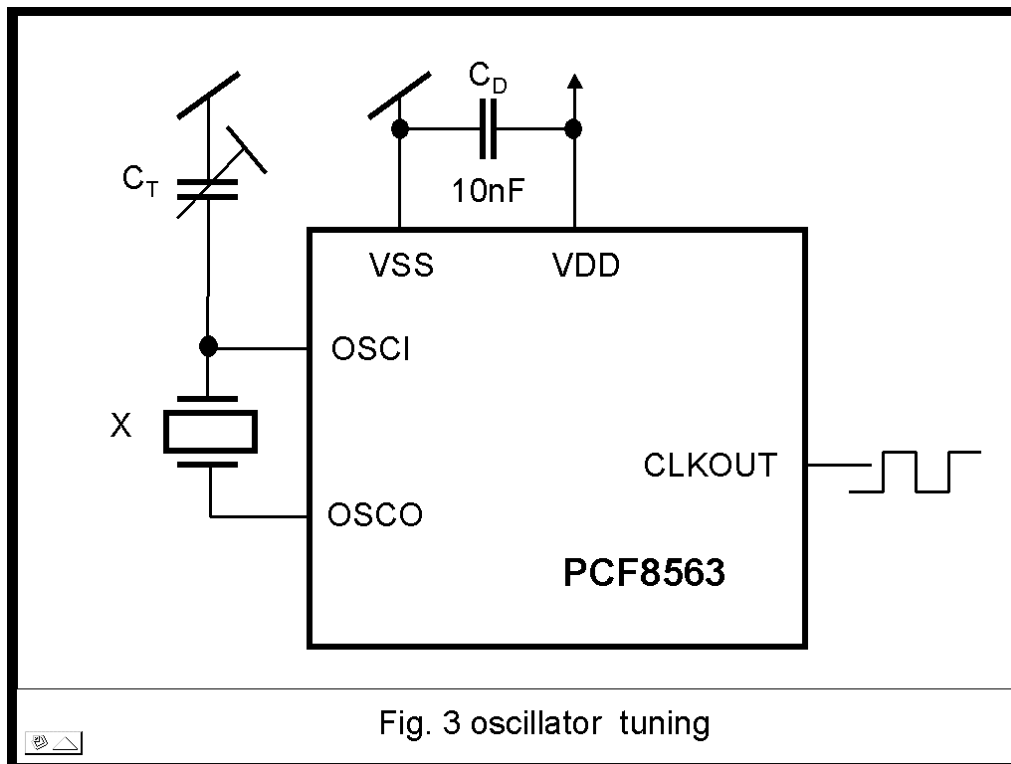 C_D
C_T
10nF
VSS VDD
OSCI
X
CLKOUT
OSCO
PCF8563
Fig. 3 oscillator tuning